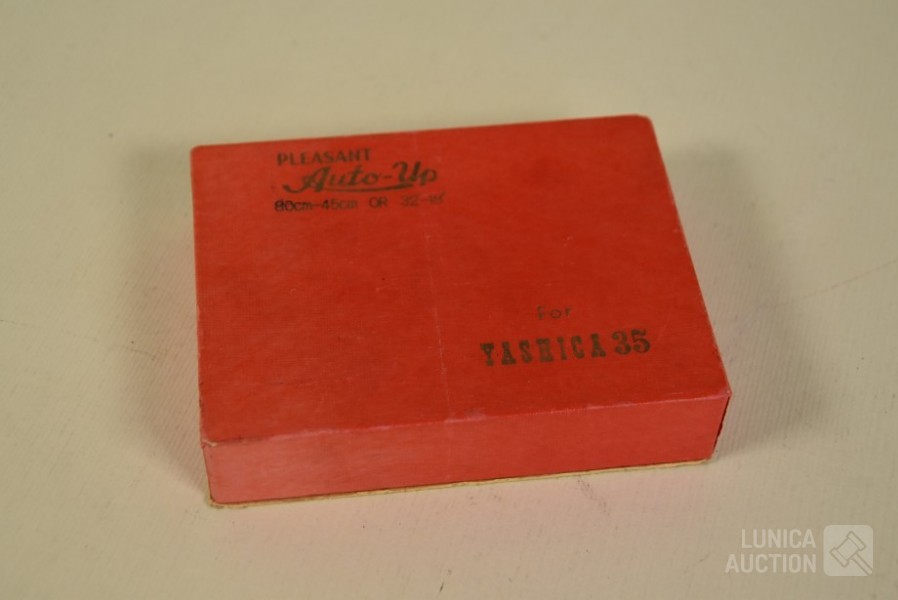 PLEASANT
Auto-Up
80cm-45cm OR 32-18"
For
YASHICA 35
LUNICA
AUCTION